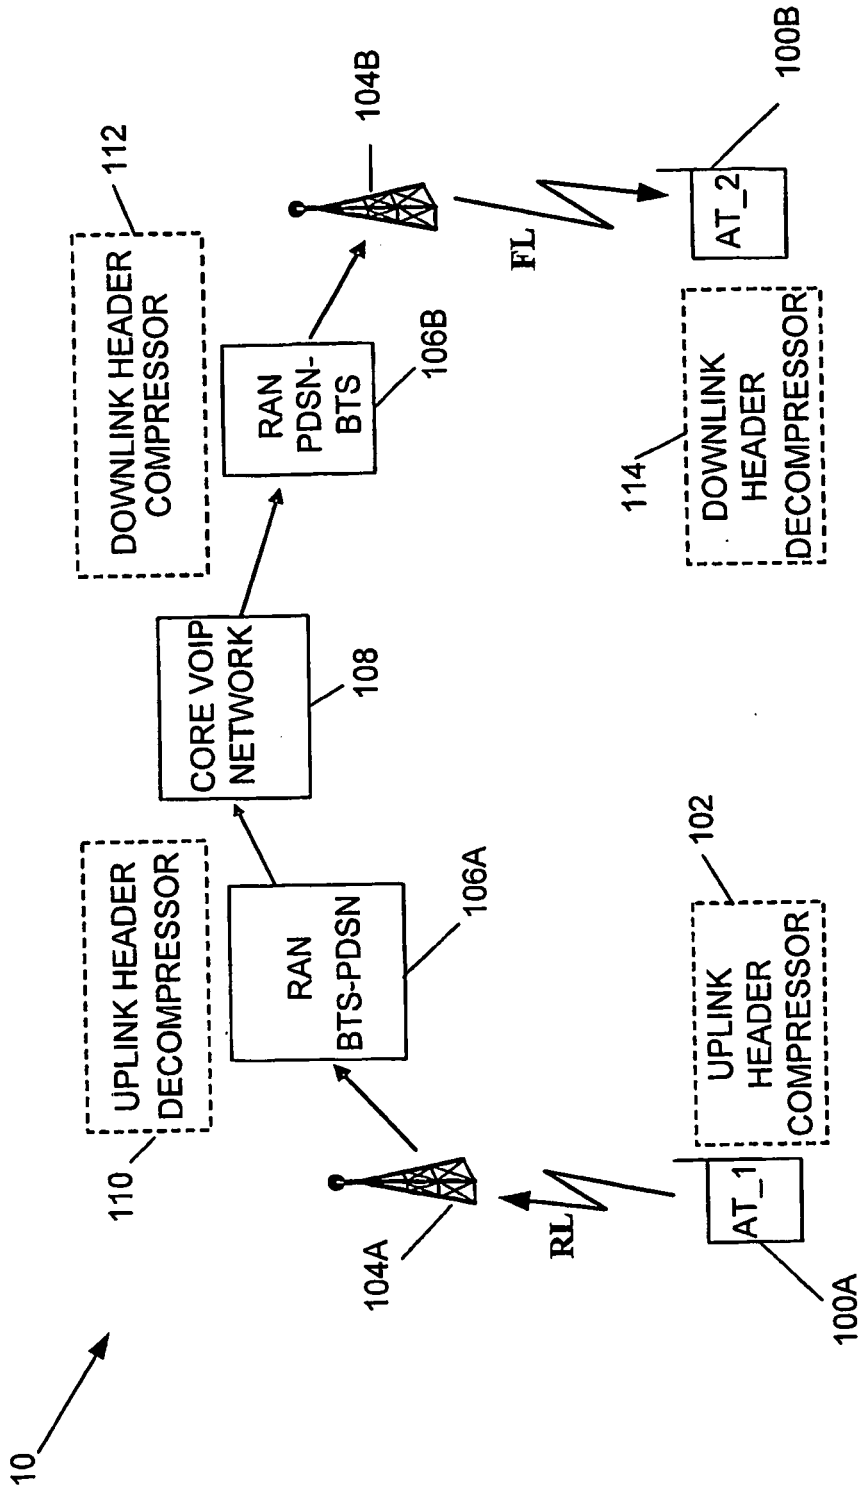 10
110
UPLINK HEADER
DECOMPRESSOR
DOWNLINK HEADER
COMPRESSOR
112
CORE VOIP
NETWORK
108
RAN
BTS-PDSN
106A
RAN
PDSN-
BTS
106B
104A
104B
RL
FL
AT_1
100A
UPLINK
HEADER
COMPRESSOR
102
114
DOWNLINK
HEADER
DECOMPRESSOR
AT_2
100B